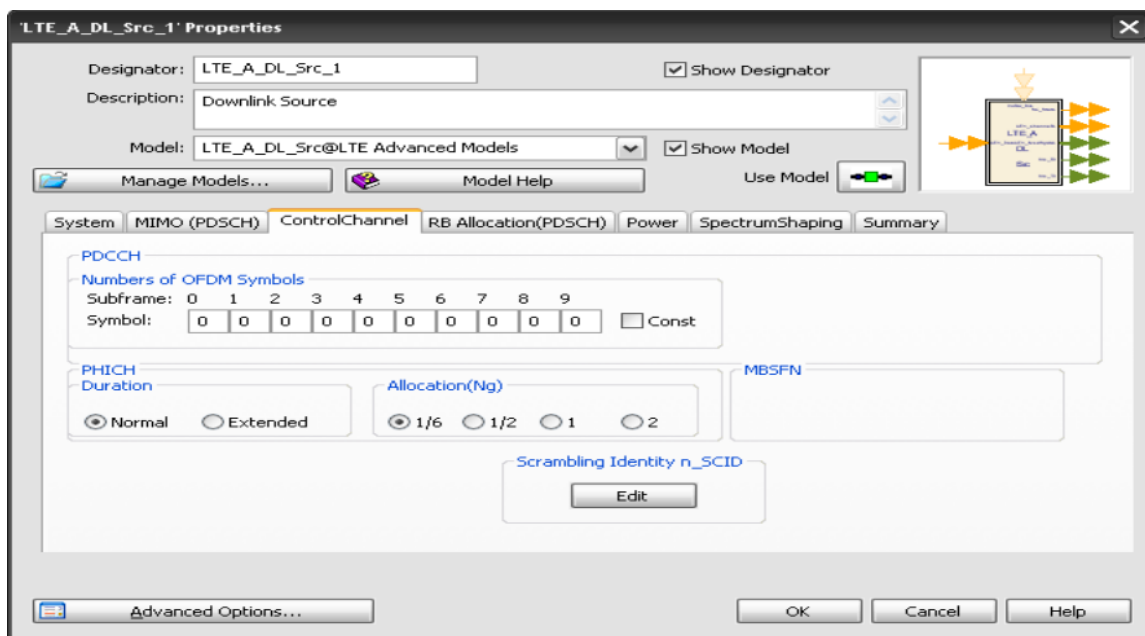 'LTE_A_DL_Src_1' Properties
Designator: LTE_A_DL_Src_1
Show Designator
Description: Downlink Source
Model: LTE_A_DL_Src@LTE Advanced Models
Show Model
Manage Models...
Model Help
Use Model
LTE_A
DL
Src
System MIMO (PDSCH) ControlChannel RB Allocation(PDSCH) Power SpectrumShaping Summary
PDCCH
Numbers of OFDM Symbols
Subframe: 0 1 2 3 4 5 6 7 8 9
Symbol: 0 0 0 0 0 0 0 0 0 0 Const
PHICH
Duration
Normal Extended
Allocation(Ng)
1/6 1/2 1 2
MBSFN
Scrambling Identity n_SCID
Edit
Advanced Options...
OK Cancel Help